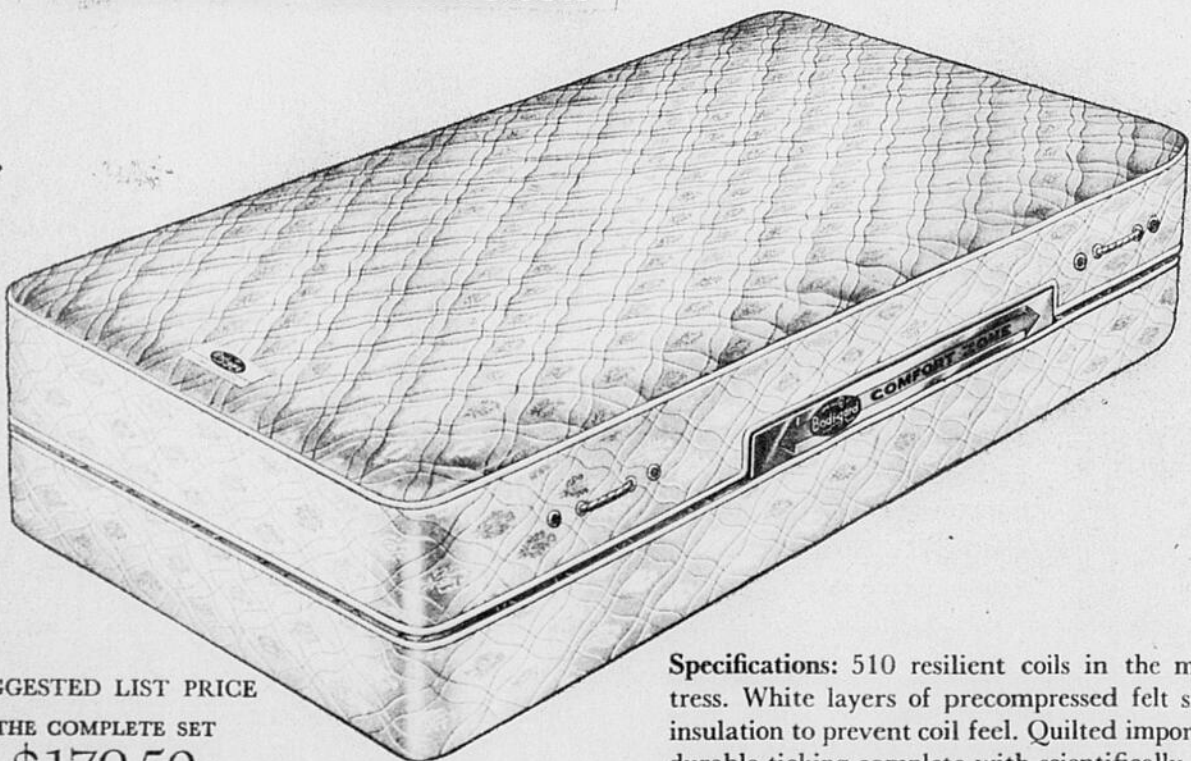 Bodigard
COMFORT ZONE
GGESTED LIST PRICE
THE COMPLETE SET
Specifications: 510 resilient coils in the m
tress. White layers of precompressed felt s
insulation to prevent coil feel. Quilted impor